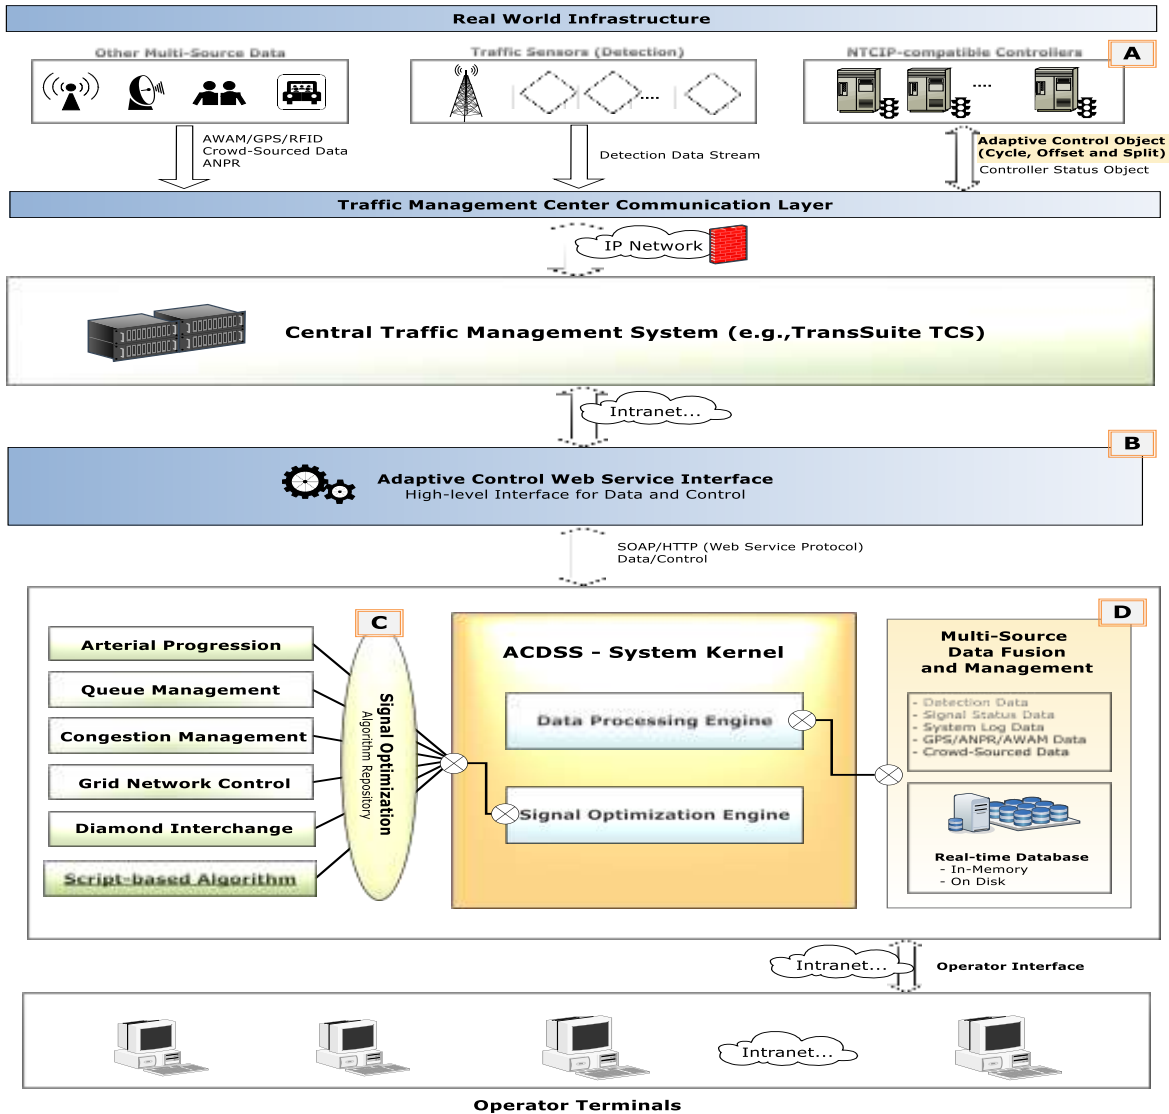 Real World Infrastructure
Other Multi-Source Data
Traffic Sensors (Detection)
NTCIP-compatible Controllers
A
....
....
AWAM/GPS/RFID
Crowd-Sourced Data
ANPR
Detection Data Stream
Adaptive Control Object
(Cycle, Offset and Split)
Controller Status Object
Traffic Management Center Communication Layer
IP Network
Central Traffic Management System (e.g.,TransSuite TCS)
Intranet...
B
Adaptive Control Web Service Interface
High-level Interface for Data and Control
SOAP/HTTP (Web Service Protocol)
Data/Control
C
D
Arterial Progression
Queue Management
Congestion Management
Grid Network Control
Diamond Interchange
Script-based Algorithm
Signal Optimization
Algorithm Repository
ACDSS - System Kernel
Data Processing Engine
Signal Optimization Engine
Multi-Source
Data Fusion
and Management
- Detection Data
- Signal Status Data
- System Log Data
- GPS/ANPR/AWAM Data
- Crowd-Sourced Data
Real-time Database
- In-Memory
- On Disk
Intranet...
Operator Interface
Intranet...
Operator Terminals